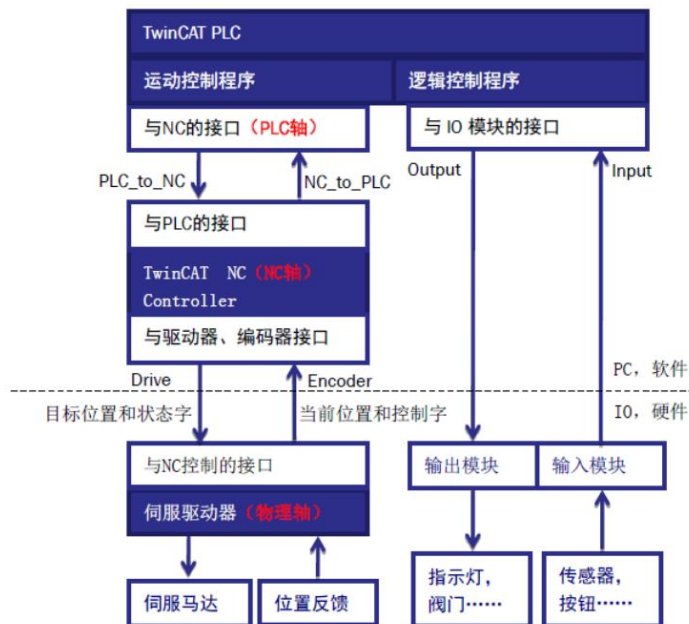 TwinCAT PLC
运动控制程序
逻辑控制程序
与NC的接口（PLC轴）
与 IO 模块的接口
PLC_to_NC
NC_to_PLC
Output
Input
与PLC的接口
TwinCAT NC（NC轴）
Controller
与驱动器、编码器接口
PC，软件
Drive
Encoder
目标位置和状态字
当前位置和控制字
IO，硬件
与NC控制的接口
输出模块
输入模块
伺服驱动器（物理轴）
伺服马达
位置反馈
指示灯，
阀门……
传感器，
按钮……